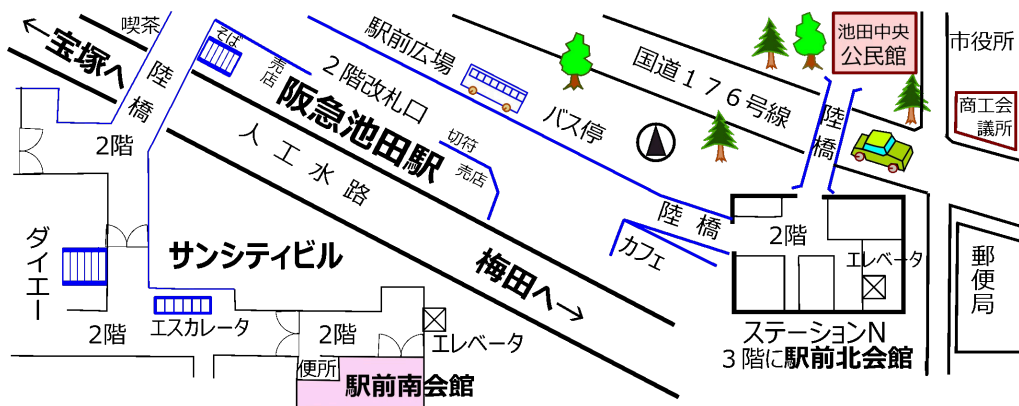 ←宝塚へ
喫茶
陸橋
2階
そば
売店
2階改札口
阪急池田駅
切符
売店
駅前広場
バス停
国道176号線
池田中央
公民館
市役所
商工会
議所
陸橋
人工水路
梅田へ→
陸橋
カフェ
2階
エレベータ
郵便局
ステーションN
3階に駅前北会館
ダイエー
サンシティビル
エスカレータ
2階
2階
エレベータ
便所
駅前南会館